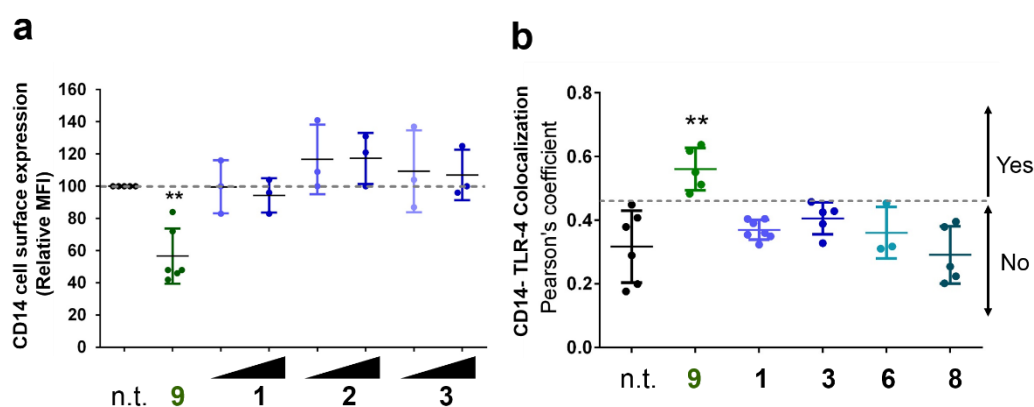 a
CD14 cell surface expression
(Relative MFI)
160
140
120
100
80
60
40
20
0
**
n.t. 9 1 2 3
b
CD14- TLR-4 Colocalization
Pearson's coefficient
0.8
0.6
0.4
0.2
0.0
**
Yes
No
n.t. 9 1 3 6 8